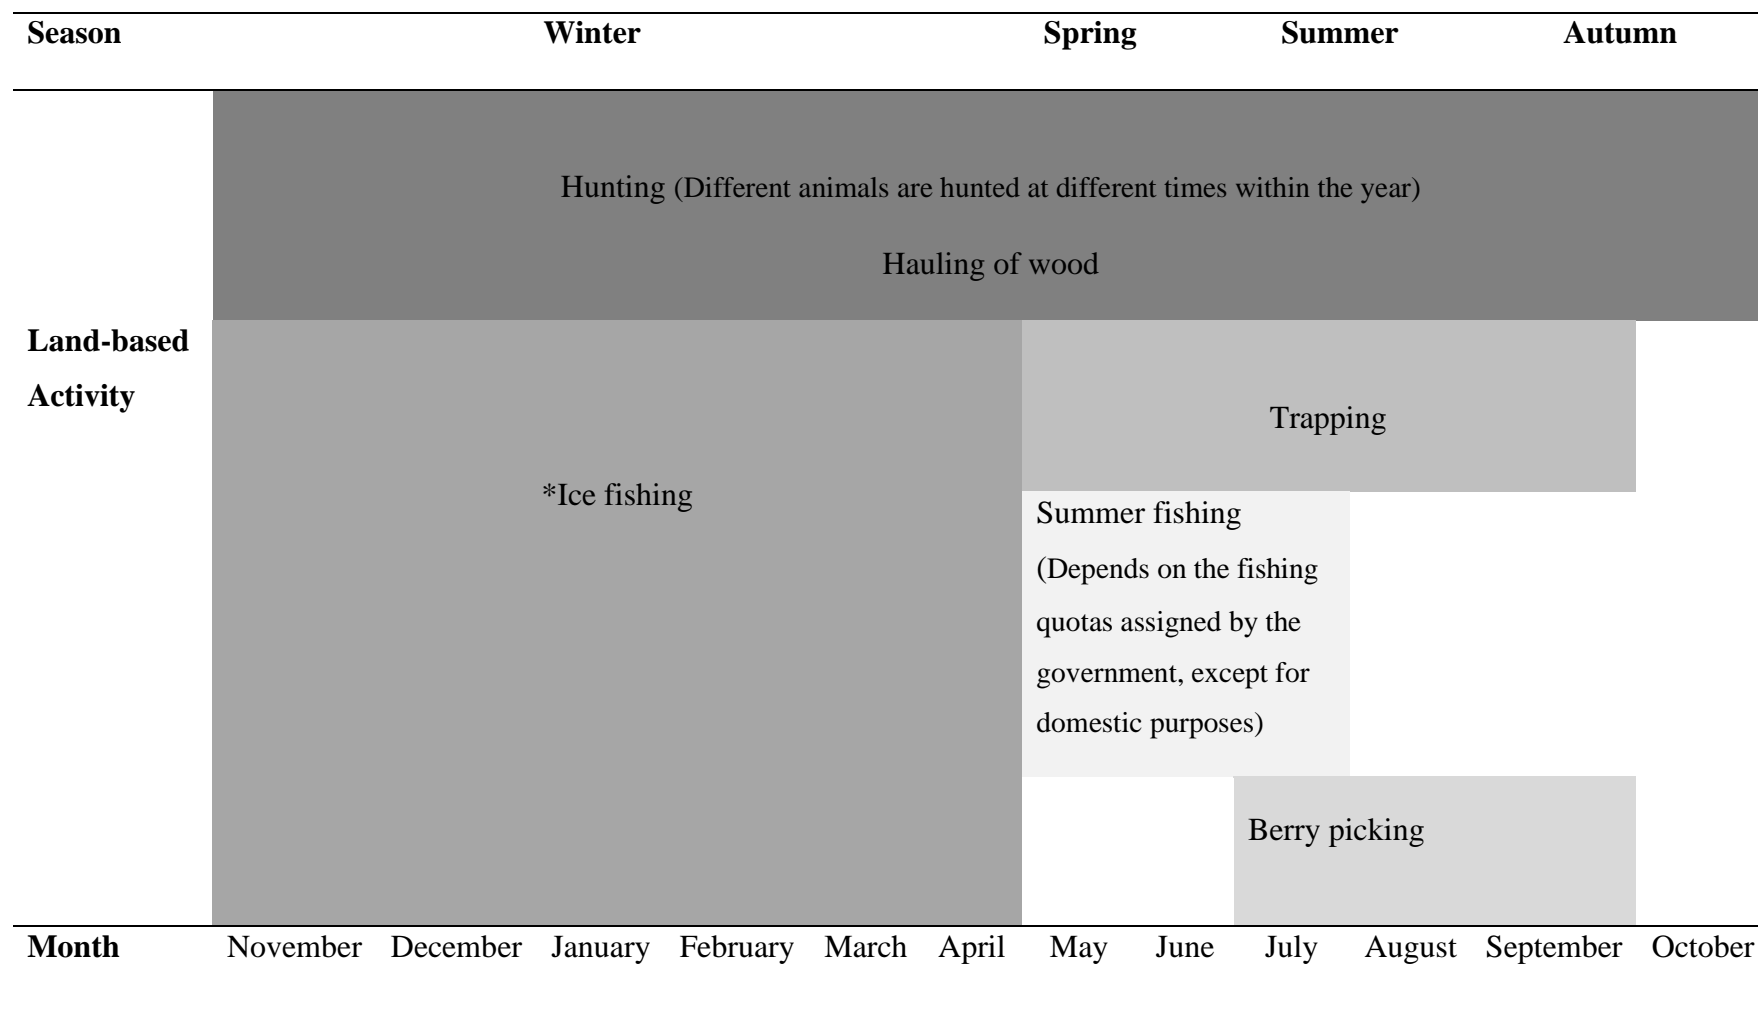 Season Winter Spring Summer Autumn
Hunting (Different animals are hunted at different times within the year)
Hauling of wood
Land-based
Activity
Trapping
*Ice fishing
Summer fishing
(Depends on the fishing
quotas assigned by the
government, except for
domestic purposes)
Berry picking
Month November December January February March April May June July August September October